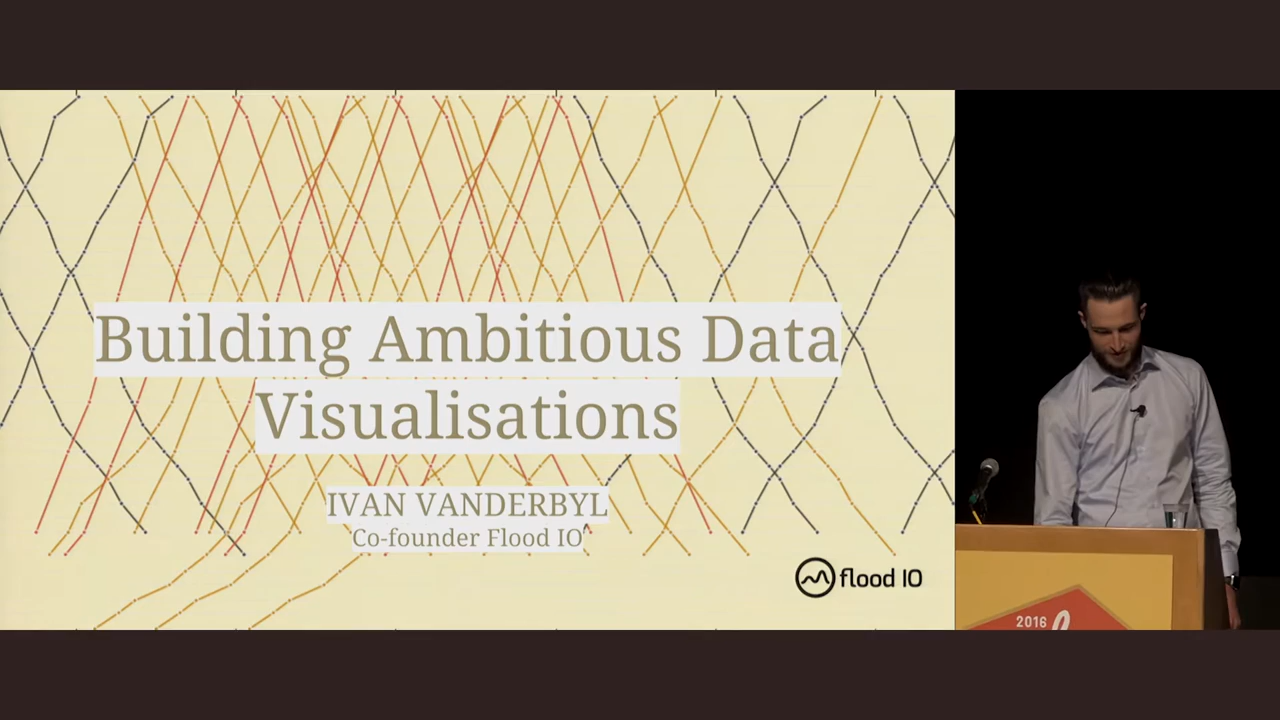 Building Ambitious Data
Visualisations
IVAN VANDERBYL
Co-founder Flood IO
flood IO
2016